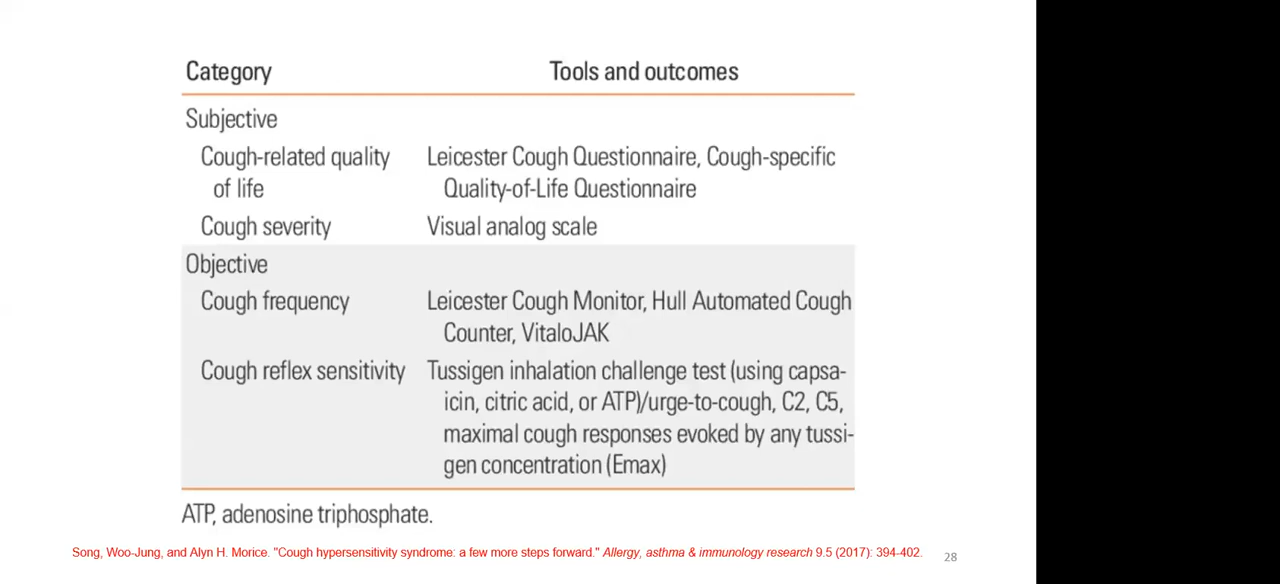 Category Tools and outcomes
Subjective
Cough-related quality Leicester Cough Questionnaire, Cough-specific
of life Quality-of-Life Questionnaire
Cough severity Visual analog scale
Objective
Cough frequency Leicester Cough Monitor, Hull Automated Cough
Counter, VitaloJAK
Cough reflex sensitivity Tussigen inhalation challenge test (using capsa-
icin, citric acid, or ATP)/urge-to-cough, C2, C5,
maximal cough responses evoked by any tussi-
gen concentration (Emax)
ATP, adenosine triphosphate.
Song, Woo-Jung, and Alyn H. Morice. "Cough hypersensitivity syndrome: a few more steps forward." Allergy, asthma & immunology research 9.5 (2017): 394-402.
28